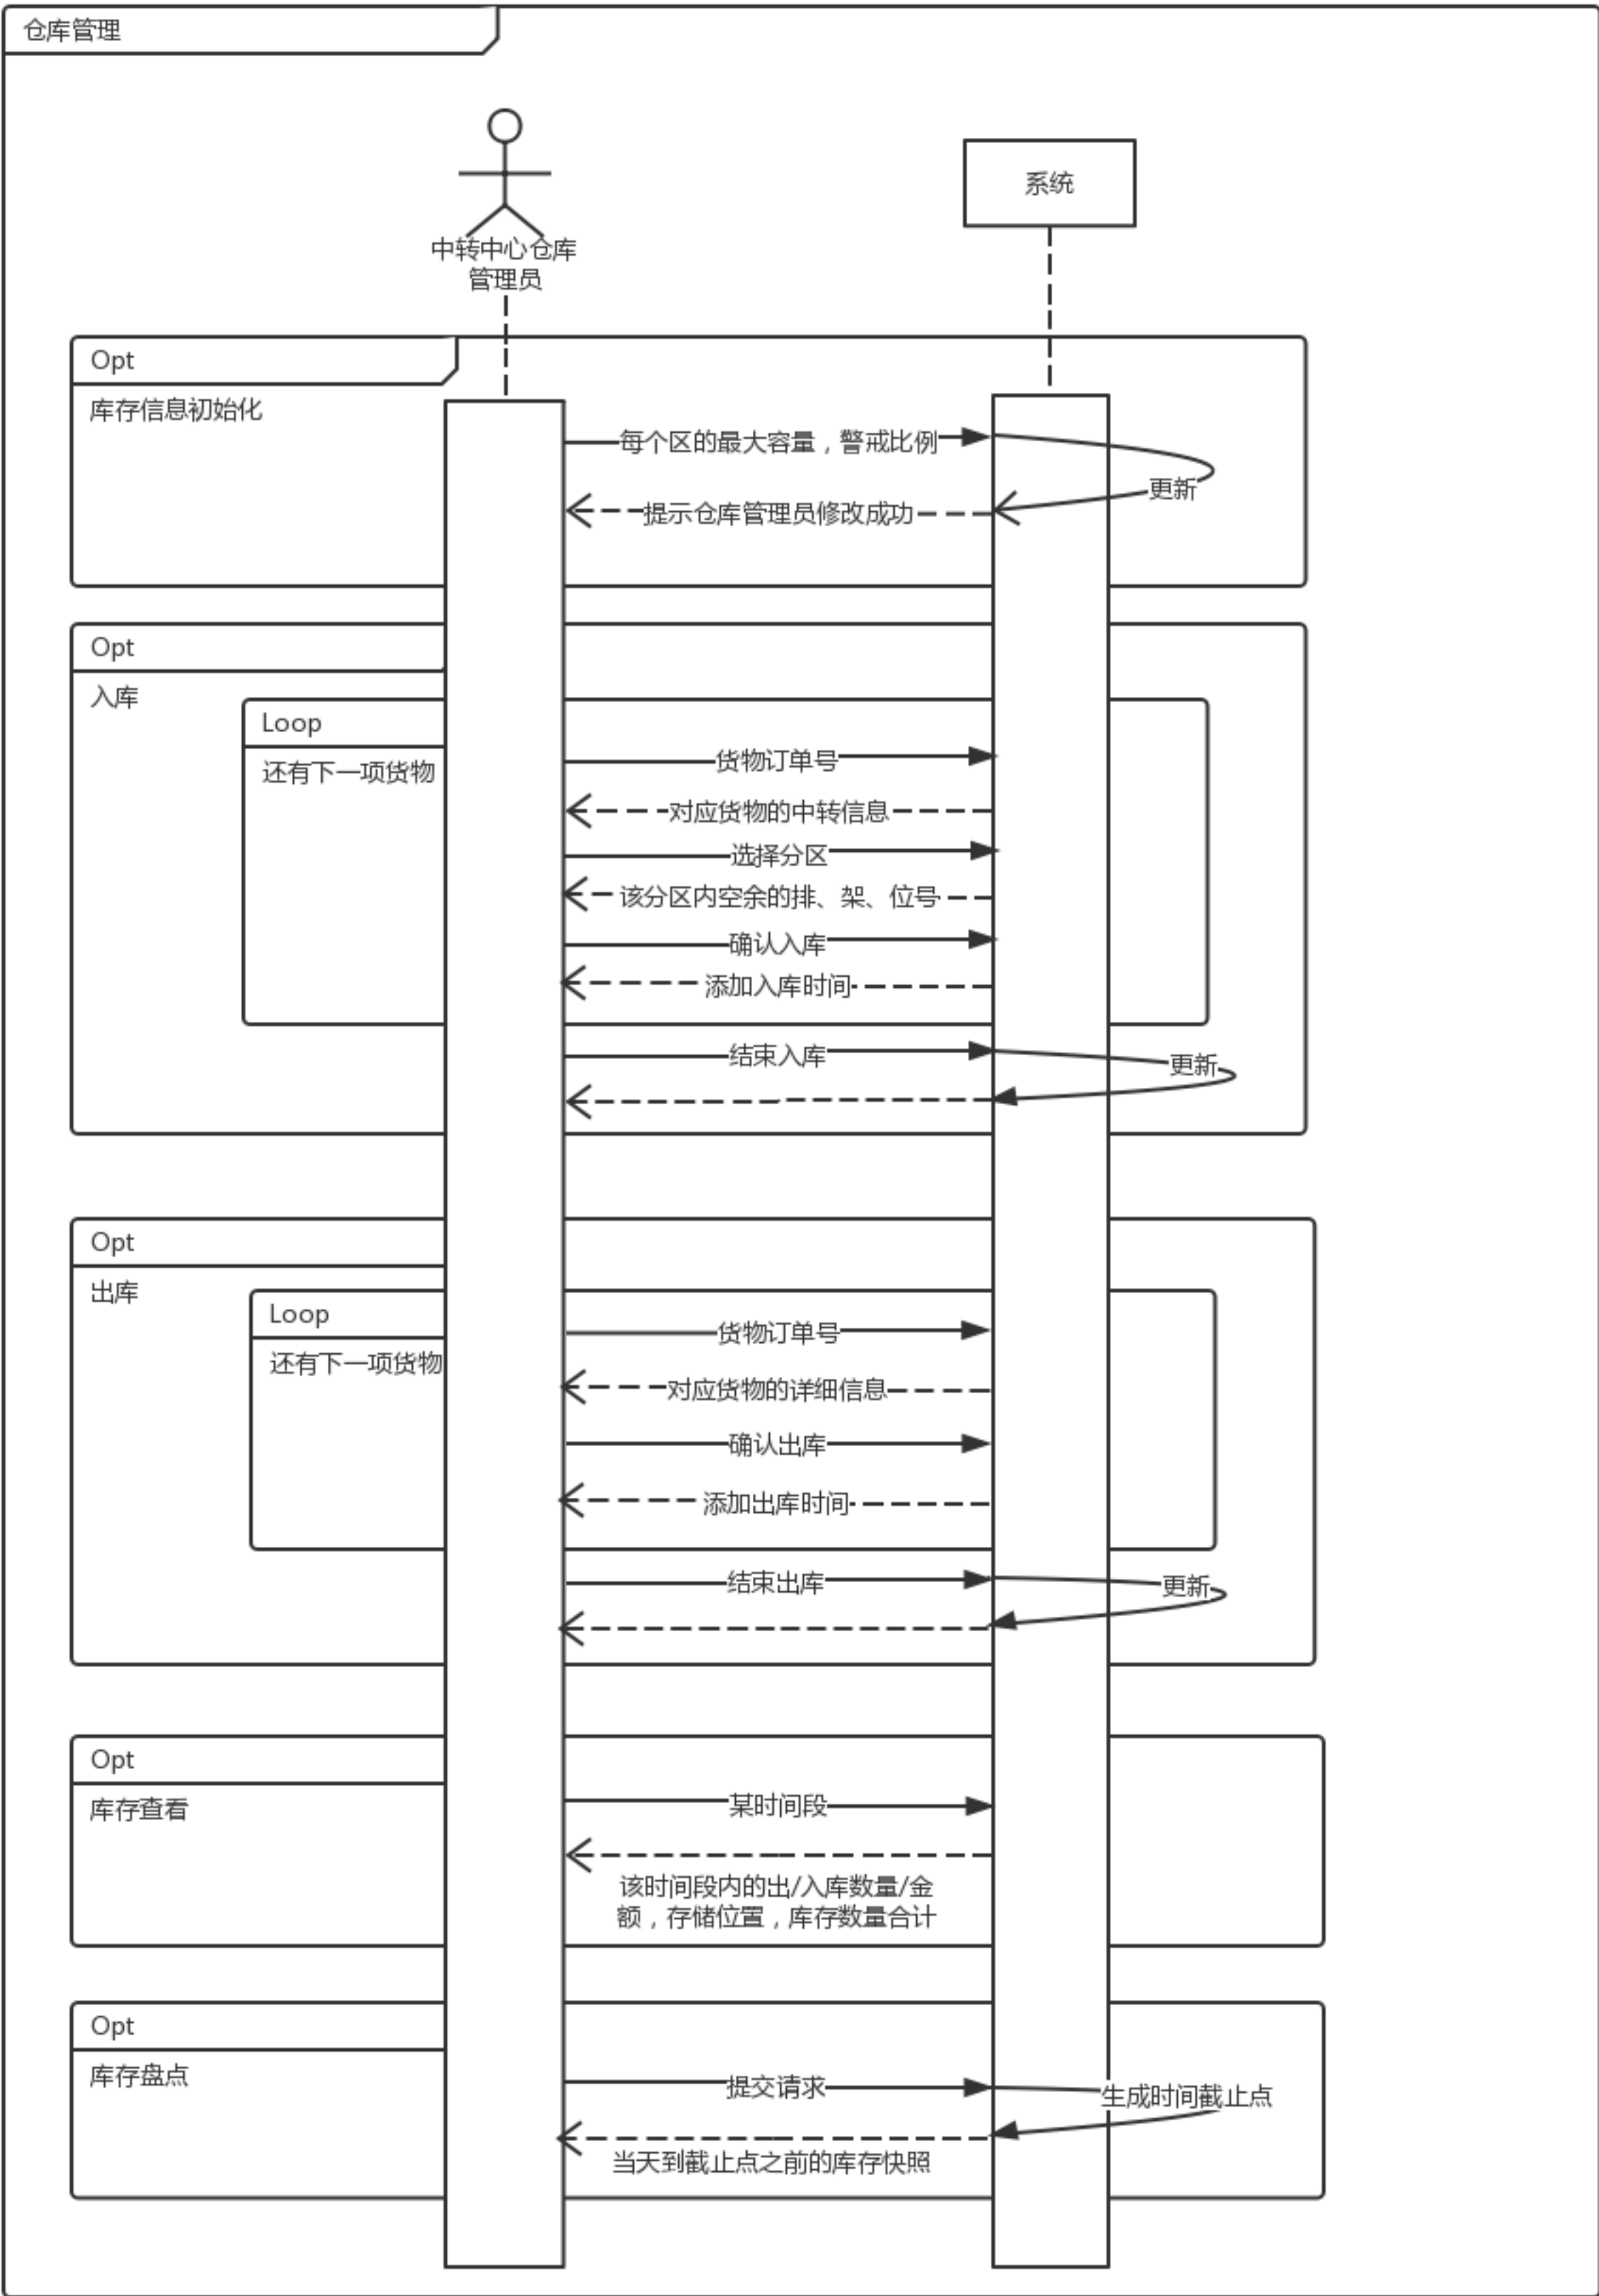 仓库管理
中转中心仓库
管理员
系统
Opt
库存信息初始化
每个区的最大容量，警戒比例
更新
提示仓库管理员修改成功
Opt
入库
Loop
还有下一项货物
货物订单号
对应货物的中转信息
选择分区
该分区内空余的排、架、位号
确认入库
添加入库时间
结束入库
更新
Opt
出库
Loop
还有下一项货物
货物订单号
对应货物的详细信息
确认出库
添加出库时间
结束出库
更新
Opt
库存查看
某时间段
该时间段内的出/入库数量/金
额，存储位置，库存数量合计
Opt
库存盘点
提交请求
生成时间截止点
当天到截止点之前的库存快照